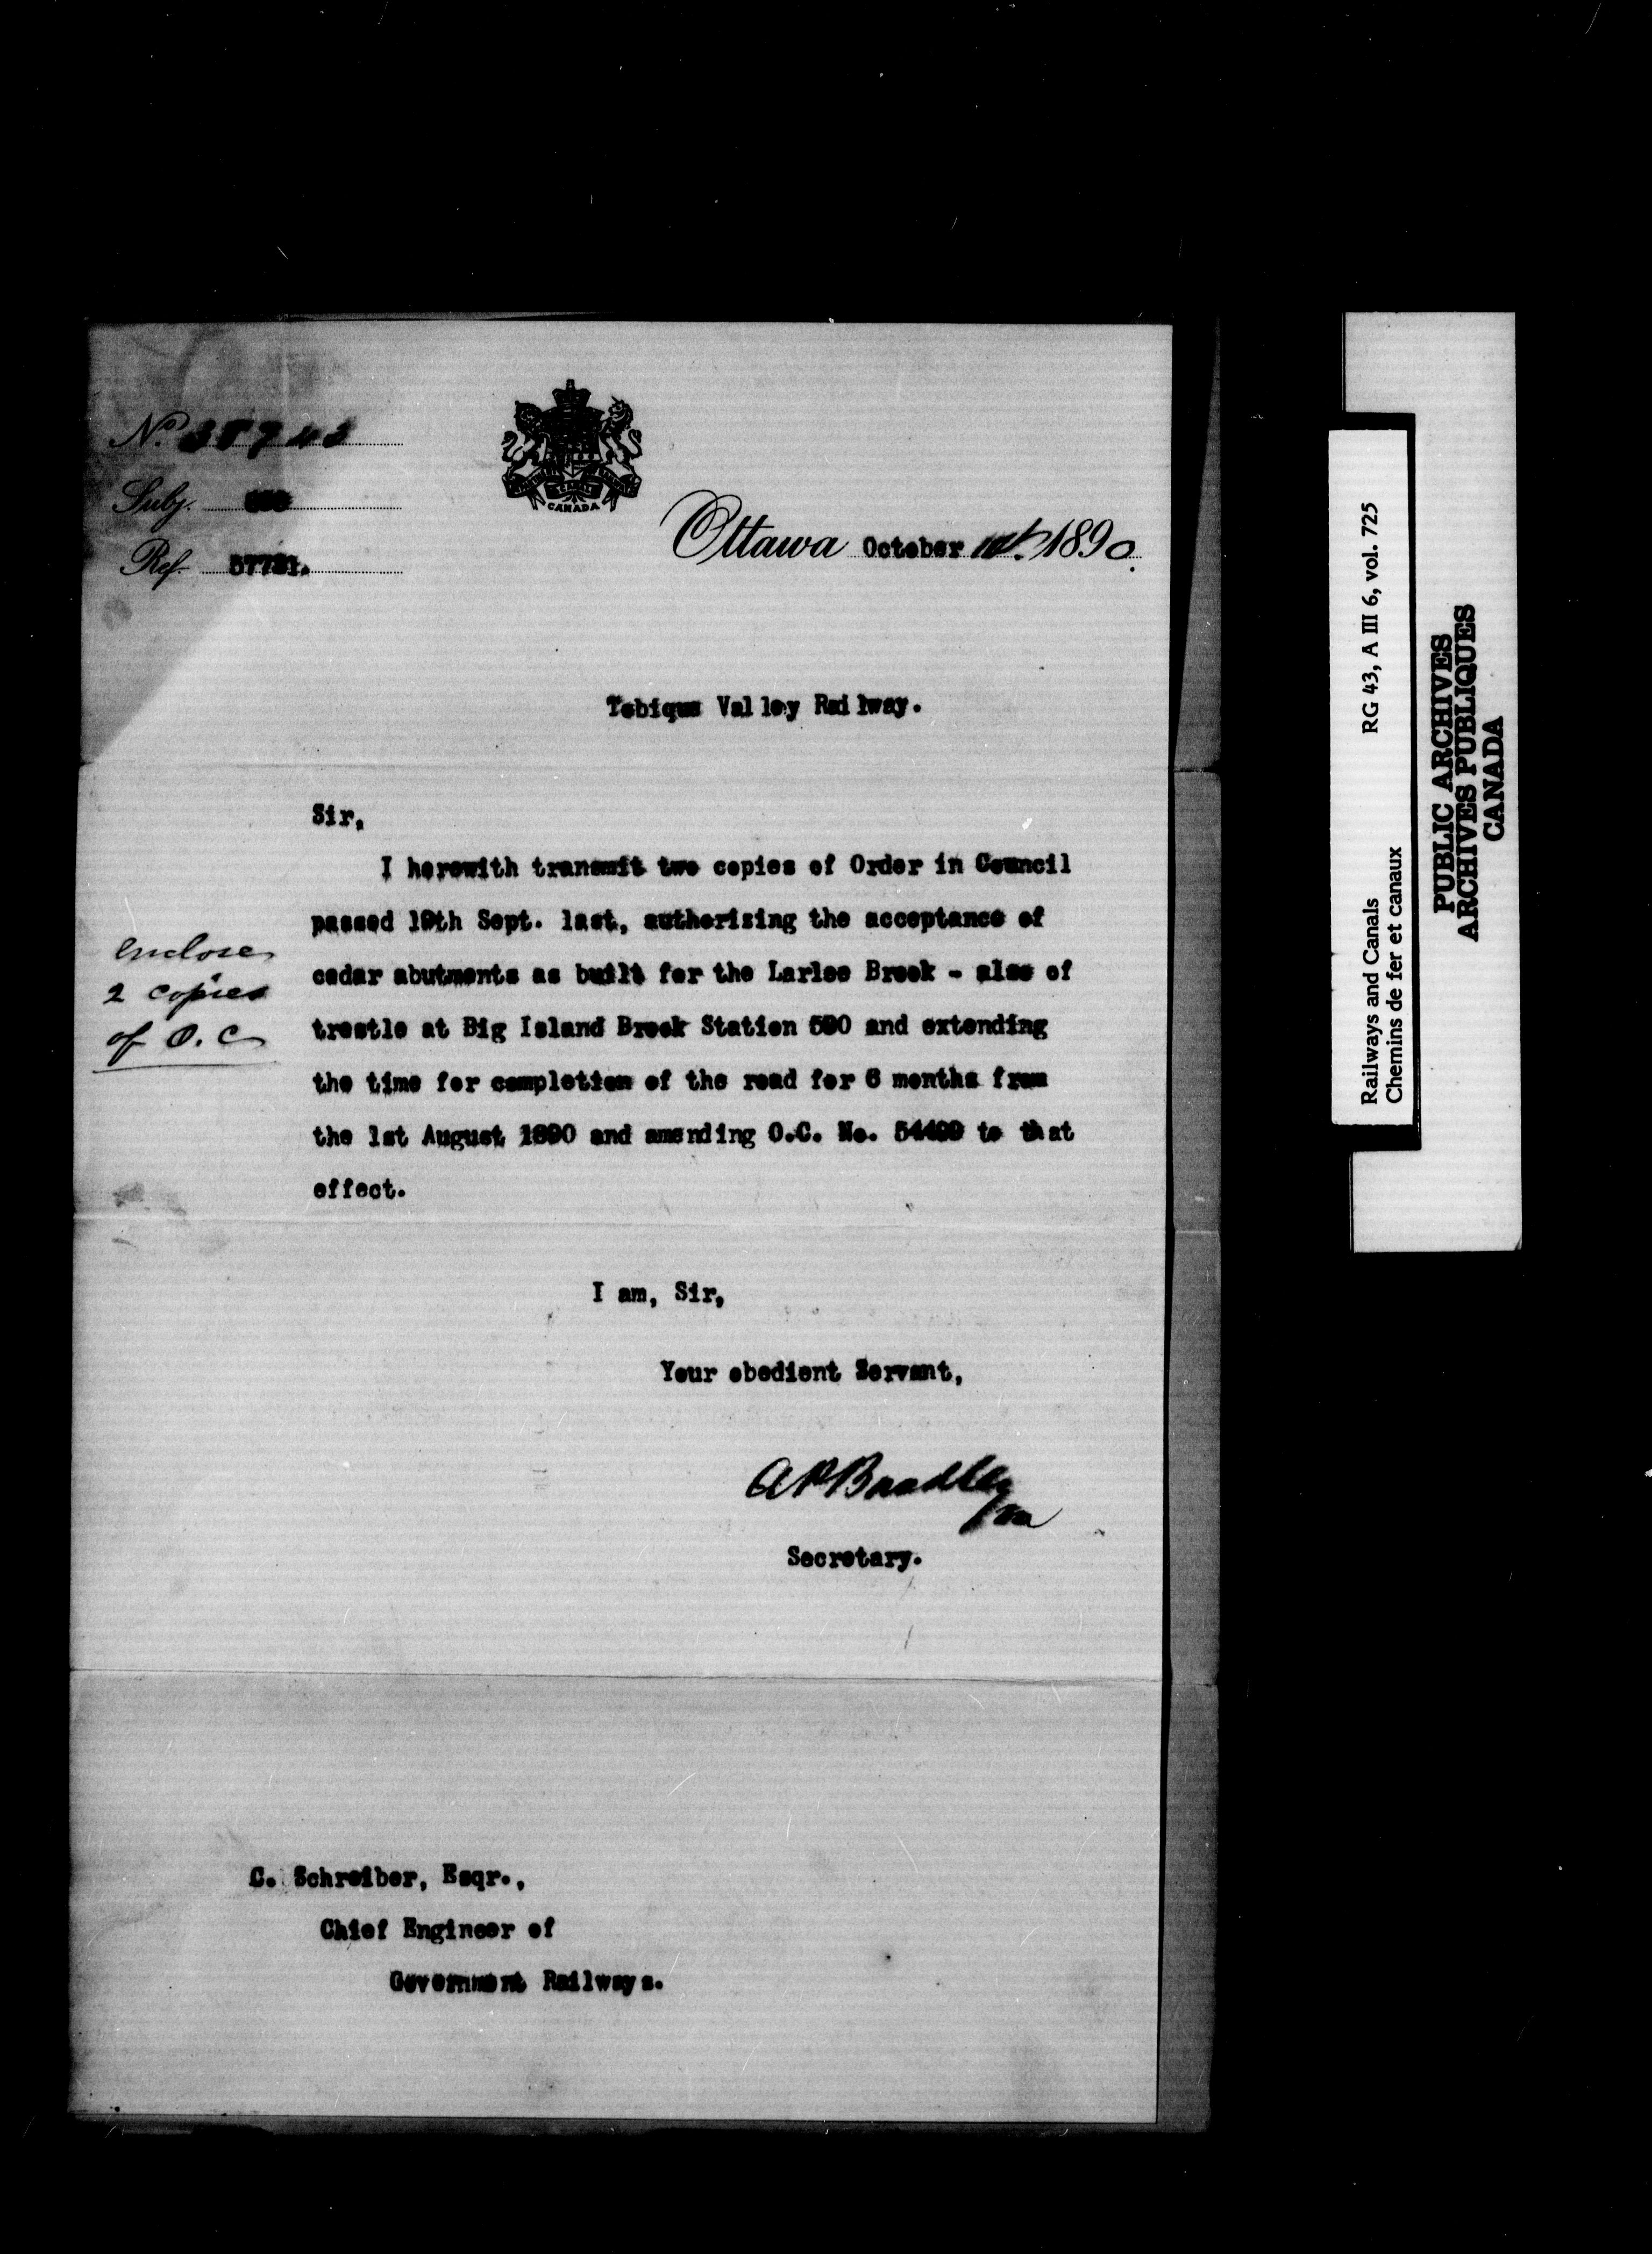 No.
Subj.
Ref. 57781.
CANADA
Ottawa October 1890.
Tobique Valley Railway.
Sir,
I herewith transmit two copies of Order in Council
passed 19th Sept. last, authorizing the acceptance of
cedar abutments as built for the Larlee Brook - also of
trestle at Big Island Brook Station 590 and extending
the time for completion of the road for 6 months from
the 1st August 1890 and amending O.C. No. 54499 to that
effect.
enclose
2 copies
of O.C
I am, Sir,
Your obedient Servant,
A P Bradley
Secretary.
C. Schreiber, Esqr.,
Chief Engineer of
Government Railways.
Railways and Canals RG 43, A III 6, vol. 725
Chemins de fer et canaux
PUBLIC ARCHIVES
ARCHIVES PUBLIQUES
CANADA